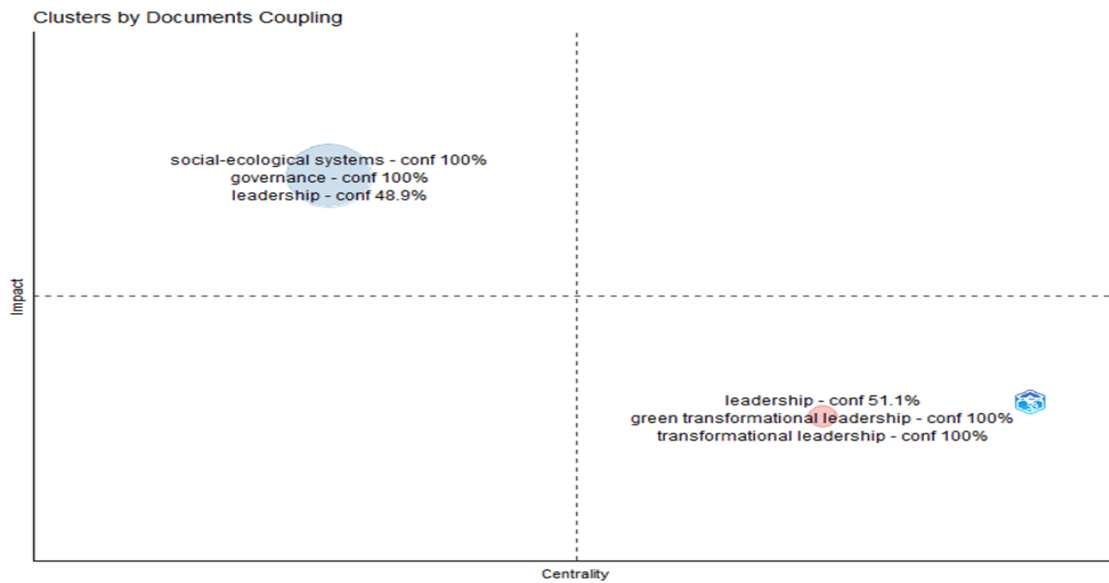 Clusters by Documents Coupling
social-ecological systems - conf 100%
governance - conf 100%
leadership - conf 48.9%
Impact
leadership - conf 51.1%
green transformational leadership - conf 100%
transformational leadership - conf 100%
Centrality